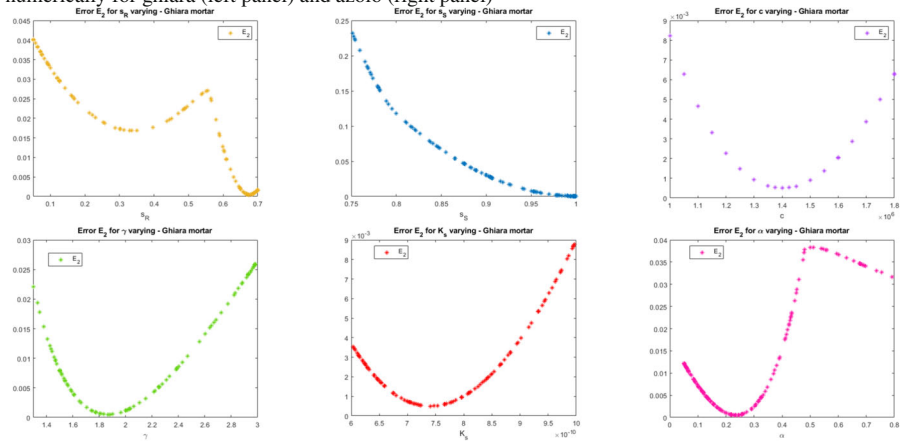 numerically for ghiara (left panel) and azolo (right panel)
Error E2 for sR varying - Ghiara mortar
E2
0.045
0.04
0.035
0.03
0.025
0.02
0.015
0.01
0.005
0
0.1 0.2 0.3 0.4 0.5 0.6 0.7
sR
Error E2 for sS varying - Ghiara mortar
E2
0.25
0.2
0.15
0.1
0.05
0
0.75 0.8 0.85 0.9 0.95 1
sS
Error E2 for c varying - Ghiara mortar
×10-3
E2
9
8
7
6
5
4
3
2
1
0
1 1.1 1.2 1.3 1.4 1.5 1.6 1.7 1.8
c
×106
Error E2 for γ varying - Ghiara mortar
E2
0.03
0.025
0.02
0.015
0.01
0.005
0
1.4 1.6 1.8 2 2.2 2.4 2.6 2.8 3
γ
Error E2 for Ks varying - Ghiara mortar
×10-3
E2
9
8
7
6
5
4
3
2
1
0
6 6.5 7 7.5 8 8.5 9 9.5 10
Ks
×10-10
Error E2 for α varying - Ghiara mortar
E2
0.04
0.035
0.03
0.025
0.02
0.015
0.01
0.005
0
0 0.1 0.2 0.3 0.4 0.5 0.6 0.7 0.8
α